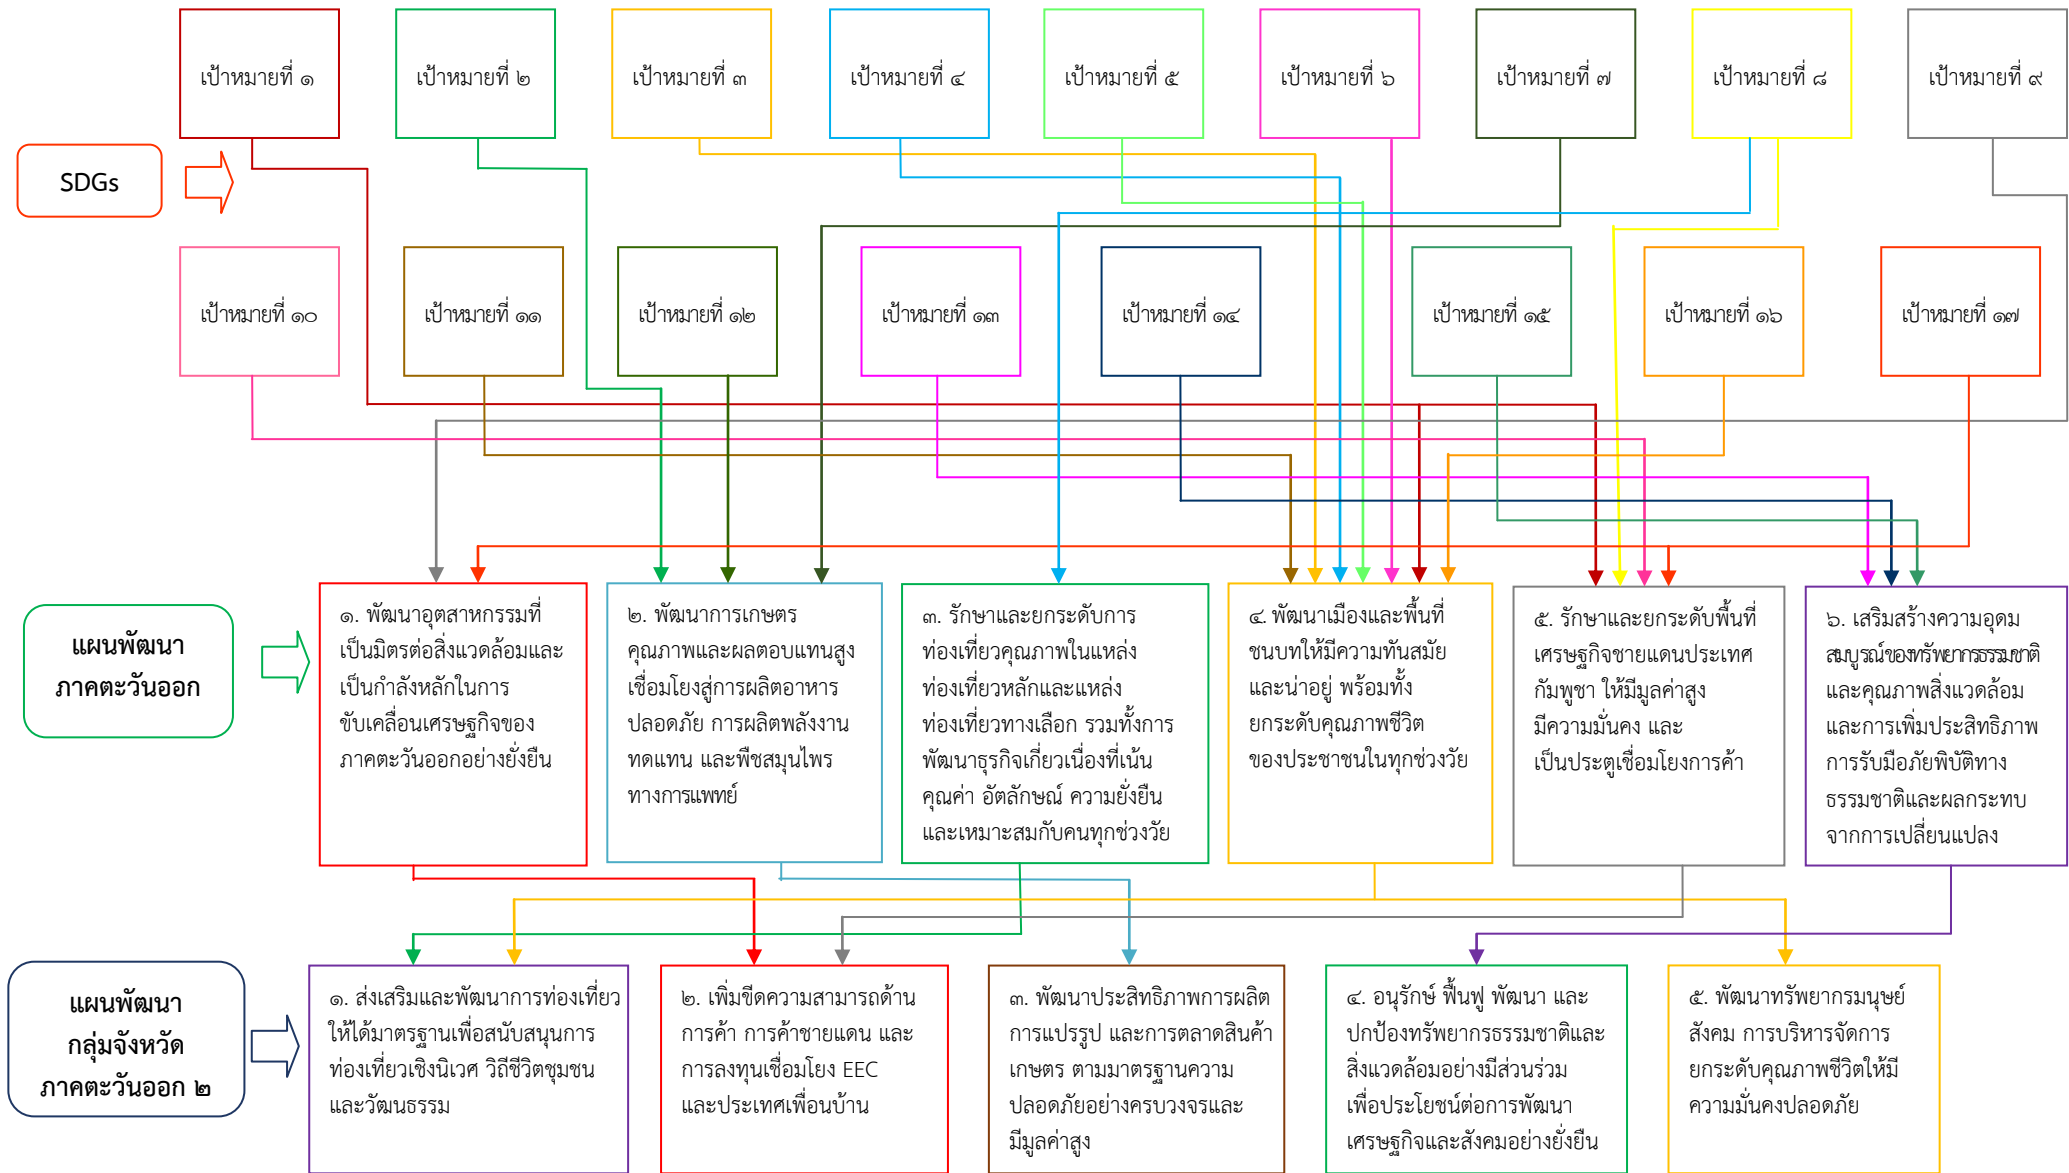 เป้าหมายที่ ๑
เป้าหมายที่ ๒
เป้าหมายที่ ๓
เป้าหมายที่ ๔
เป้าหมายที่ ๕
เป้าหมายที่ ๖
เป้าหมายที่ ๗
เป้าหมายที่ ๘
เป้าหมายที่ ๙
SDGs
เป้าหมายที่ ๑๐
เป้าหมายที่ ๑๑
เป้าหมายที่ ๑๒
เป้าหมายที่ ๑๓
เป้าหมายที่ ๑๔
เป้าหมายที่ ๑๕
เป้าหมายที่ ๑๖
เป้าหมายที่ ๑๗
แผนพัฒนา
ภาคตะวันออก
๑. พัฒนาอุตสาหกรรมที่
เป็นมิตรต่อสิ่งแวดล้อมและ
เป็นกำลังหลักในการ
ขับเคลื่อนเศรษฐกิจของ
ภาคตะวันออกอย่างยั่งยืน
๒. พัฒนาการเกษตร
คุณภาพและผลตอบแทนสูง
เชื่อมโยงสู่การผลิตอาหาร
ปลอดภัย การผลิตพลังงาน
ทดแทน และพืชสมุนไพร
ทางการแพทย์
๓. รักษาและยกระดับการ
ท่องเที่ยวคุณภาพในแหล่ง
ท่องเที่ยวหลักและแหล่ง
ท่องเที่ยวทางเลือก รวมทั้งการ
พัฒนาธุรกิจเกี่ยวเนื่องที่เน้น
คุณค่า อัตลักษณ์ ความยั่งยืน
และเหมาะสมกับคนทุกช่วงวัย
๔. พัฒนาเมืองและพื้นที่
ชนบทให้มีความทันสมัย
และน่าอยู่ พร้อมทั้ง
ยกระดับคุณภาพชีวิต
ของประชาชนในทุกช่วงวัย
๕. รักษาและยกระดับพื้นที่
เศรษฐกิจชายแดนประเทศ
กัมพูชา ให้มีมูลค่าสูง
มีความมั่นคง และ
เป็นประตูเชื่อมโยงการค้า
๖. เสริมสร้างความอุดม
สมบูรณ์ของทรัพยากรธรรมชาติ
และคุณภาพสิ่งแวดล้อม
และการเพิ่มประสิทธิภาพ
การรับมือภัยพิบัติทาง
ธรรมชาติและผลกระทบ
จากการเปลี่ยนแปลง
แผนพัฒนา
กลุ่มจังหวัด
ภาคตะวันออก ๒
๑. ส่งเสริมและพัฒนาการท่องเที่ยว
ให้ได้มาตรฐานเพื่อสนับสนุนการ
ท่องเที่ยวเชิงนิเวศ วิถีชีวิตชุมชน
และวัฒนธรรม
๒. เพิ่มขีดความสามารถด้าน
การค้า การค้าชายแดน และ
การลงทุนเชื่อมโยง EEC
และประเทศเพื่อนบ้าน
๓. พัฒนาประสิทธิภาพการผลิต
การแปรรูป และการตลาดสินค้า
เกษตร ตามมาตรฐานความ
ปลอดภัยอย่างครบวงจรและ
มีมูลค่าสูง
๔. อนุรักษ์ ฟื้นฟู พัฒนา และ
ปกป้องทรัพยากรธรรมชาติและ
สิ่งแวดล้อมอย่างมีส่วนร่วม
เพื่อประโยชน์ต่อการพัฒนา
เศรษฐกิจและสังคมอย่างยั่งยืน
๕. พัฒนาทรัพยากรมนุษย์
สังคม การบริหารจัดการ
ยกระดับคุณภาพชีวิตให้มี
ความมั่นคงปลอดภัย